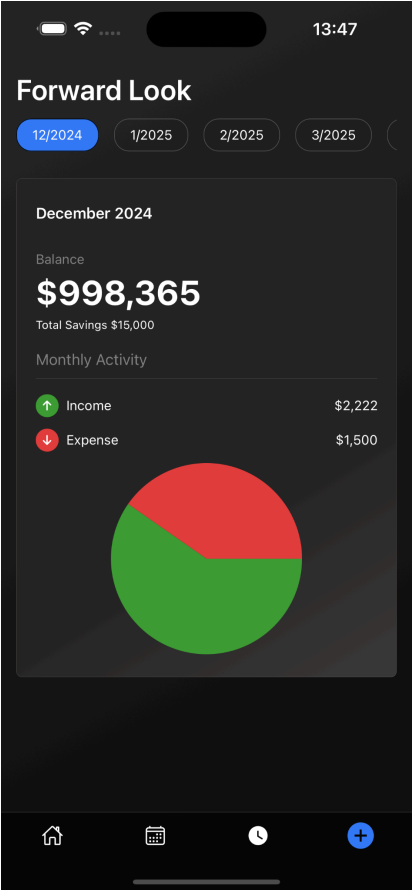 13:47
Forward Look
12/2024
1/2025
2/2025
3/2025
December 2024
Balance
$998,365
Total Savings $15,000
Monthly Activity
Income $2,222
Expense $1,500